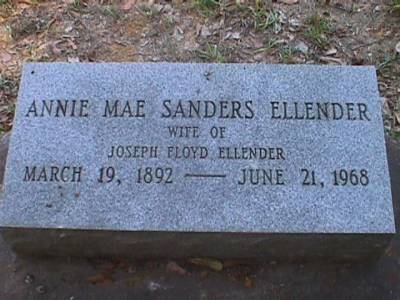 ANNIE MAE SANDERS ELLENDER
WIFE OF
JOSEPH FLOYD ELLENDER
MARCH 19, 1892 — JUNE 21, 1968